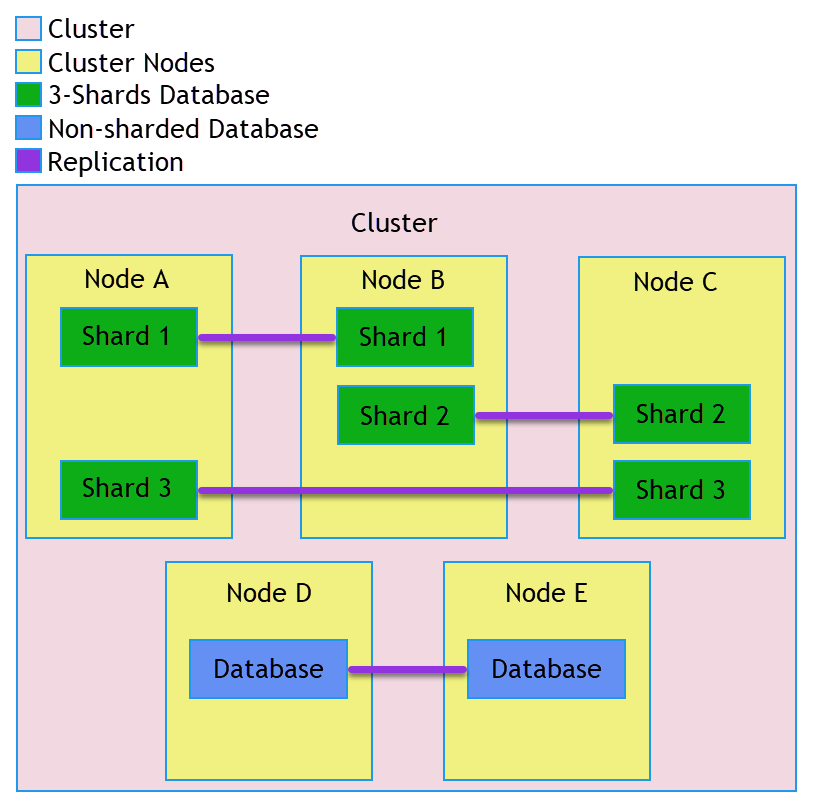 Cluster
Cluster Nodes
3-Shards Database
Non-sharded Database
Replication
Cluster
Node A
Node B
Node C
Shard 1
Shard 1
Shard 2
Shard 2
Shard 3
Shard 3
Node D
Node E
Database
Database